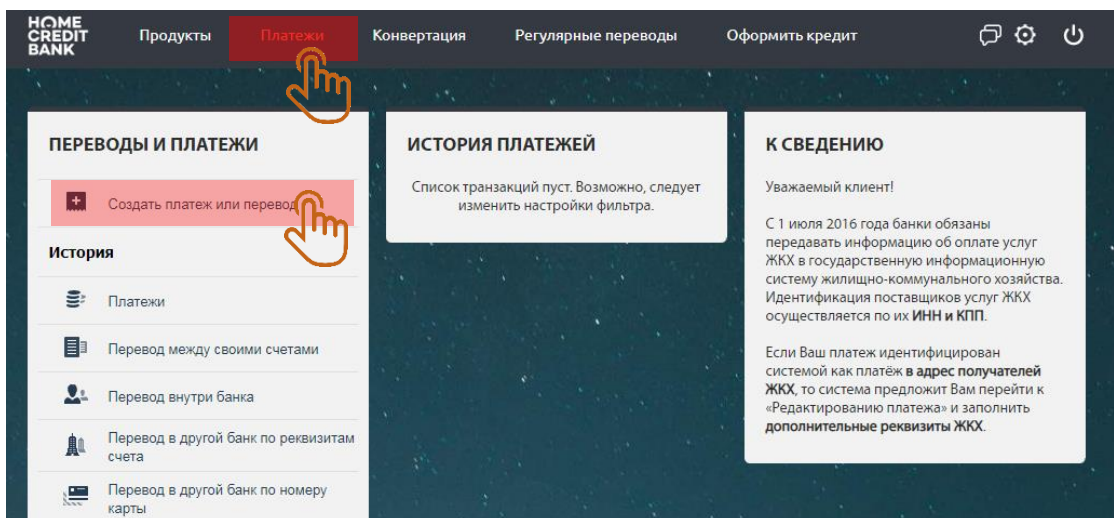 HOME
CREDIT
BANK
Продукты
Платежи
Конвертация
Регулярные переводы
Оформить кредит
ПЕРЕВОДЫ И ПЛАТЕЖИ
Создать платеж или перевод
История
Платежи
Перевод между своими счетами
Перевод внутри банка
Перевод в другой банк по реквизитам
счета
Перевод в другой банк по номеру
карты
ИСТОРИЯ ПЛАТЕЖЕЙ
Список транзакций пуст. Возможно, следует
изменить настройки фильтра.
К СВЕДЕНИЮ
Уважаемый клиент!
С 1 июля 2016 года банки обязаны
передавать информацию об оплате услуг
ЖКХ в государственную информационную
систему жилищно-коммунального хозяйства.
Идентификация поставщиков услуг ЖКХ
осуществляется по их ИНН и КПП.
Если Ваш платеж идентифицирован
системой как платёж в адрес получателей
ЖКХ, то система предложит Вам перейти к
«Редактированию платежа» и заполнить
дополнительные реквизиты ЖКХ.